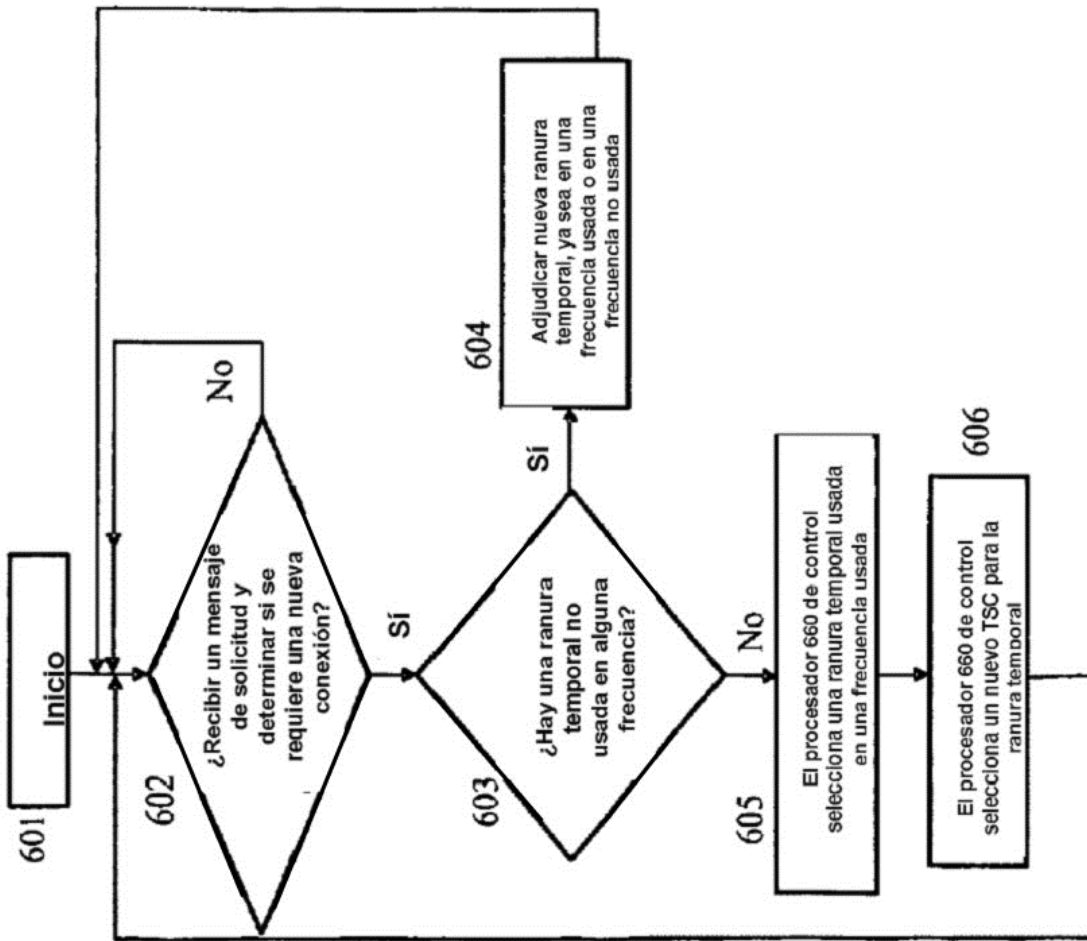 601
Inicio
602
¿Recibir un mensaje
de solicitud y
determinar si se
requiere una nueva
conexión?
No
Sí
603
¿Hay una ranura
temporal no
usada en alguna
frecuencia?
Sí
604
Adjudicar nueva ranura
temporal, ya sea en una
frecuencia usada o en una
frecuencia no usada
No
605
El procesador 660 de control
selecciona una ranura temporal usada
en una frecuencia usada
606
El procesador 660 de control
selecciona un nuevo TSC para la
ranura temporal